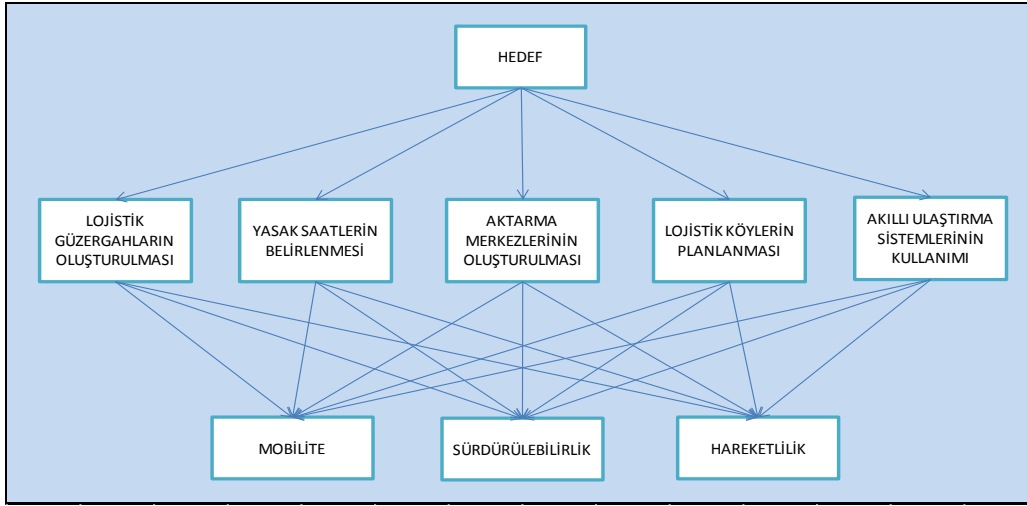 HEDEF
LOJİSTİK
GÜZERGAHLARIN
OLUŞTURULMASI
YASAK SAATLERİN
BELİRLENMESİ
AKTARMA
MERKEZLERİNİN
OLUŞTURULMASI
LOJİSTİK KÖYLERİN
PLANLANMASI
AKILLI ULAŞTIRMA
SİSTEMLERİNİN
KULLANIMI
MOBİLİTE
SÜRDÜRÜLEBİLİRLİK
HAREKETLİLİK